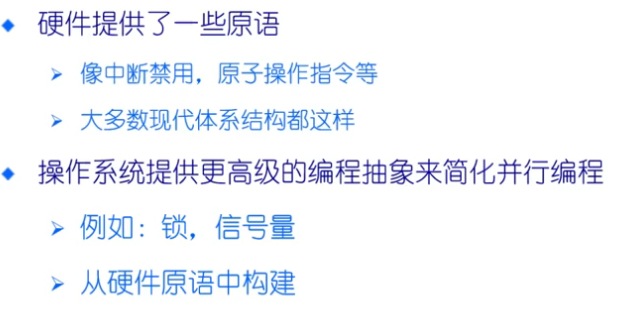 硬件提供了一些原语
像中断禁用，原子操作指令等
大多数现代体系结构都这样
操作系统提供更高级的编程抽象来简化并行编程
例如：锁，信号量
从硬件原语中构建